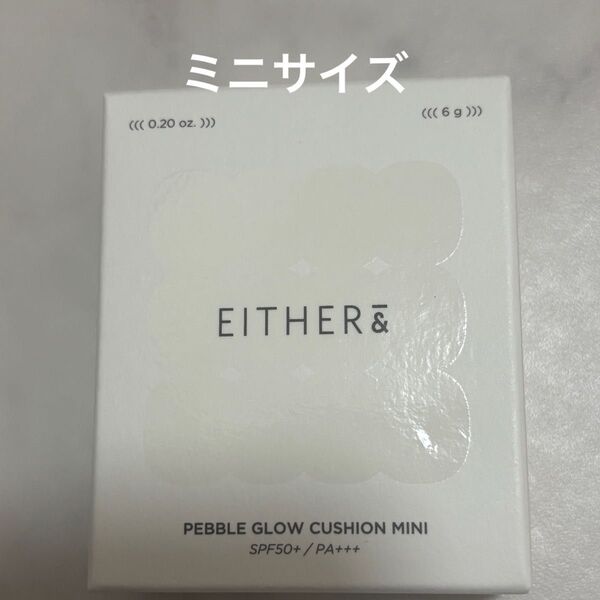 ミニサイズ
((( 0.20 oz. )))
((( 6 g )))
EITHER&
PEBBLE GLOW CUSHION MINI
SPF50+ / PA+++